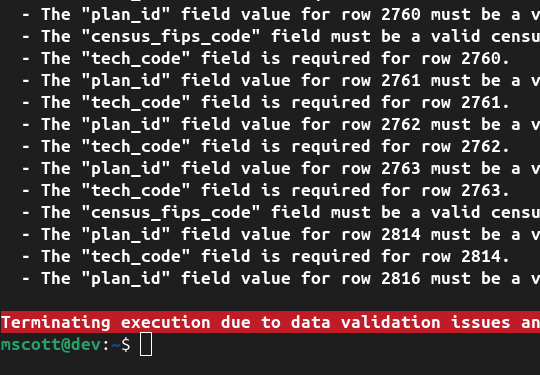 - The "plan_id" field value for row 2760 must be a v
- The "census_fips_code" field must be a valid censu
- The "tech_code" field is required for row 2760.
- The "plan_id" field value for row 2761 must be a v
- The "tech_code" field is required for row 2761.
- The "plan_id" field value for row 2762 must be a v
- The "tech_code" field is required for row 2762.
- The "plan_id" field value for row 2763 must be a v
- The "tech_code" field is required for row 2763.
- The "census_fips_code" field must be a valid censu
- The "plan_id" field value for row 2814 must be a v
- The "tech_code" field is required for row 2814.
- The "plan_id" field value for row 2816 must be a v
Terminating execution due to data validation issues an
mscott@dev:~$